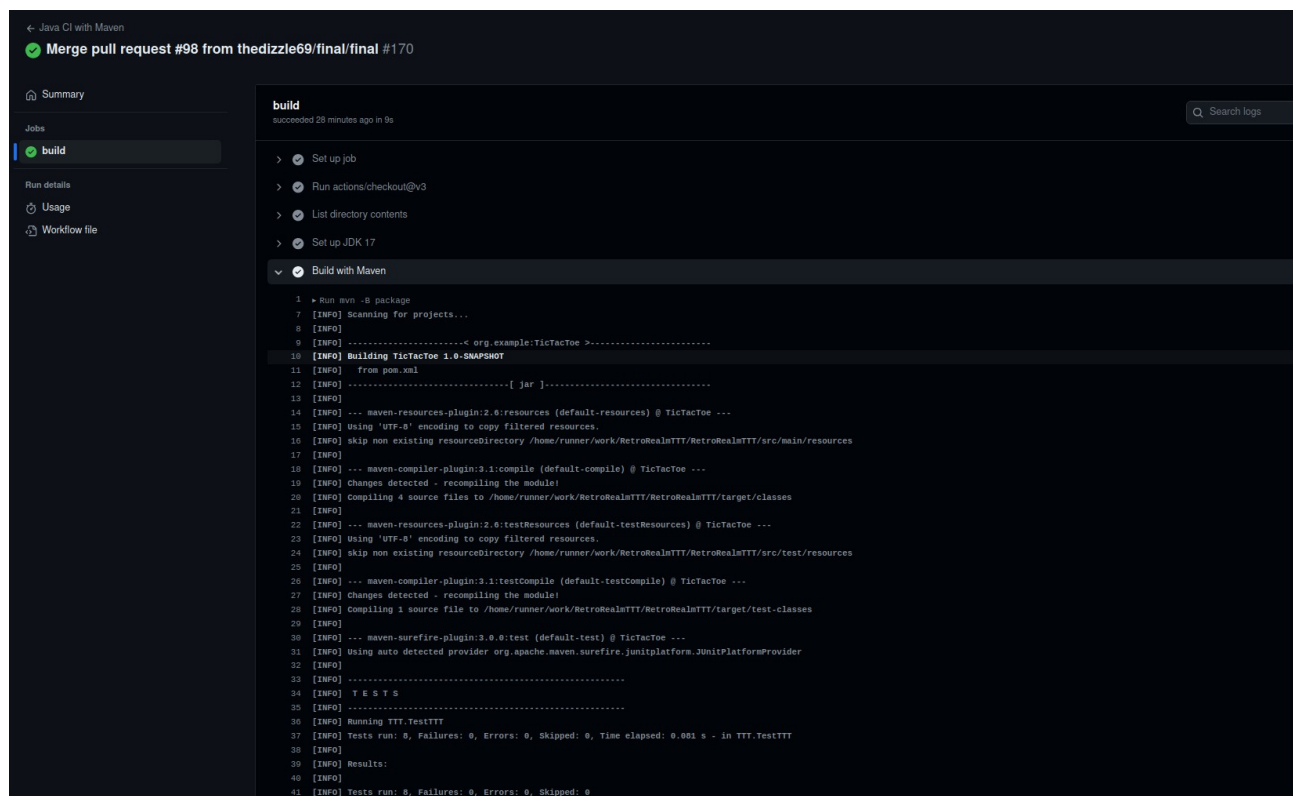 ← Java CI with Maven
Merge pull request #98 from thedizzle69/final/final #170
Summary
Jobs
build
Run details
Usage
Workflow file
build
succeeded 28 minutes ago in 9s
Search logs
Set up job
Run actions/checkout@v3
List directory contents
Set up JDK 17
Build with Maven
1 ▸ Run mvn -B package
7 [INFO] Scanning for projects...
8 [INFO]
9 [INFO] ----------------------< org.example:TicTacToe >------------------------
10 [INFO] Building TicTacToe 1.0-SNAPSHOT
11 [INFO]   from pom.xml
12 [INFO] --------------------------------[ jar ]---------------------------------
13 [INFO]
14 [INFO] --- maven-resources-plugin:2.6:resources (default-resources) @ TicTacToe ---
15 [INFO] Using 'UTF-8' encoding to copy filtered resources.
16 [INFO] skip non existing resourceDirectory /home/runner/work/RetroRealmTTT/RetroRealmTTT/src/main/resources
17 [INFO]
18 [INFO] --- maven-compiler-plugin:3.1:compile (default-compile) @ TicTacToe ---
19 [INFO] Changes detected - recompiling the module!
20 [INFO] Compiling 4 source files to /home/runner/work/RetroRealmTTT/RetroRealmTTT/target/classes
21 [INFO]
22 [INFO] --- maven-resources-plugin:2.6:testResources (default-testResources) @ TicTacToe ---
23 [INFO] Using 'UTF-8' encoding to copy filtered resources.
24 [INFO] skip non existing resourceDirectory /home/runner/work/RetroRealmTTT/RetroRealmTTT/src/test/resources
25 [INFO]
26 [INFO] --- maven-compiler-plugin:3.1:testCompile (default-testCompile) @ TicTacToe ---
27 [INFO] Changes detected - recompiling the module!
28 [INFO] Compiling 1 source file to /home/runner/work/RetroRealmTTT/RetroRealmTTT/target/test-classes
29 [INFO]
30 [INFO] --- maven-surefire-plugin:3.0.0:test (default-test) @ TicTacToe ---
31 [INFO] Using auto detected provider org.apache.maven.surefire.junitplatform.JUnitPlatformProvider
32 [INFO]
33 [INFO] -------------------------------------------------------
34 [INFO]  T E S T S
35 [INFO] -------------------------------------------------------
36 [INFO] Running TTT.TestTTT
37 [INFO] Tests run: 8, Failures: 0, Errors: 0, Skipped: 0, Time elapsed: 0.081 s - in TTT.TestTTT
38 [INFO]
39 [INFO] Results:
40 [INFO]
41 [INFO] Tests run: 8, Failures: 0, Errors: 0, Skipped: 0